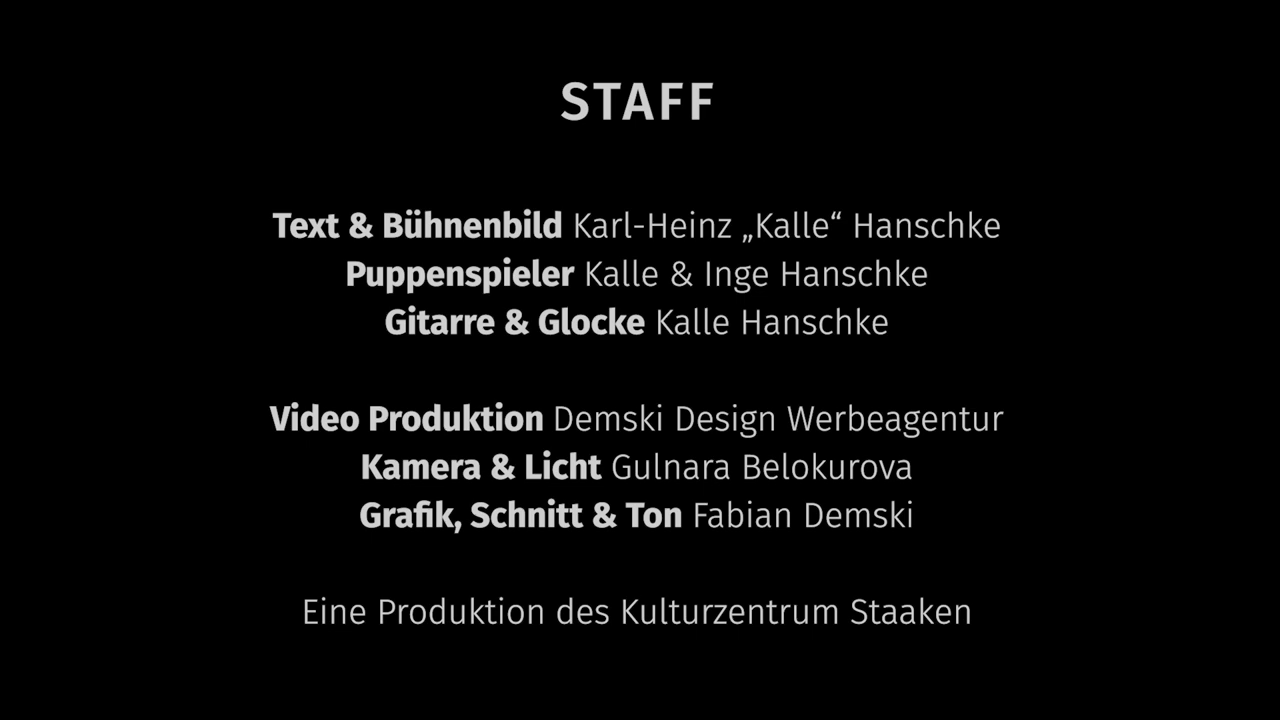 STAFF
Text & Bühnenbild Karl-Heinz „Kalle“ Hanschke
Puppenspieler Kalle & Inge Hanschke
Gitarre & Glocke Kalle Hanschke
Video Produktion Demski Design Werbeagentur
Kamera & Licht Gulnara Belokurova
Grafik, Schnitt & Ton Fabian Demski
Eine Produktion des Kulturzentrum Staaken